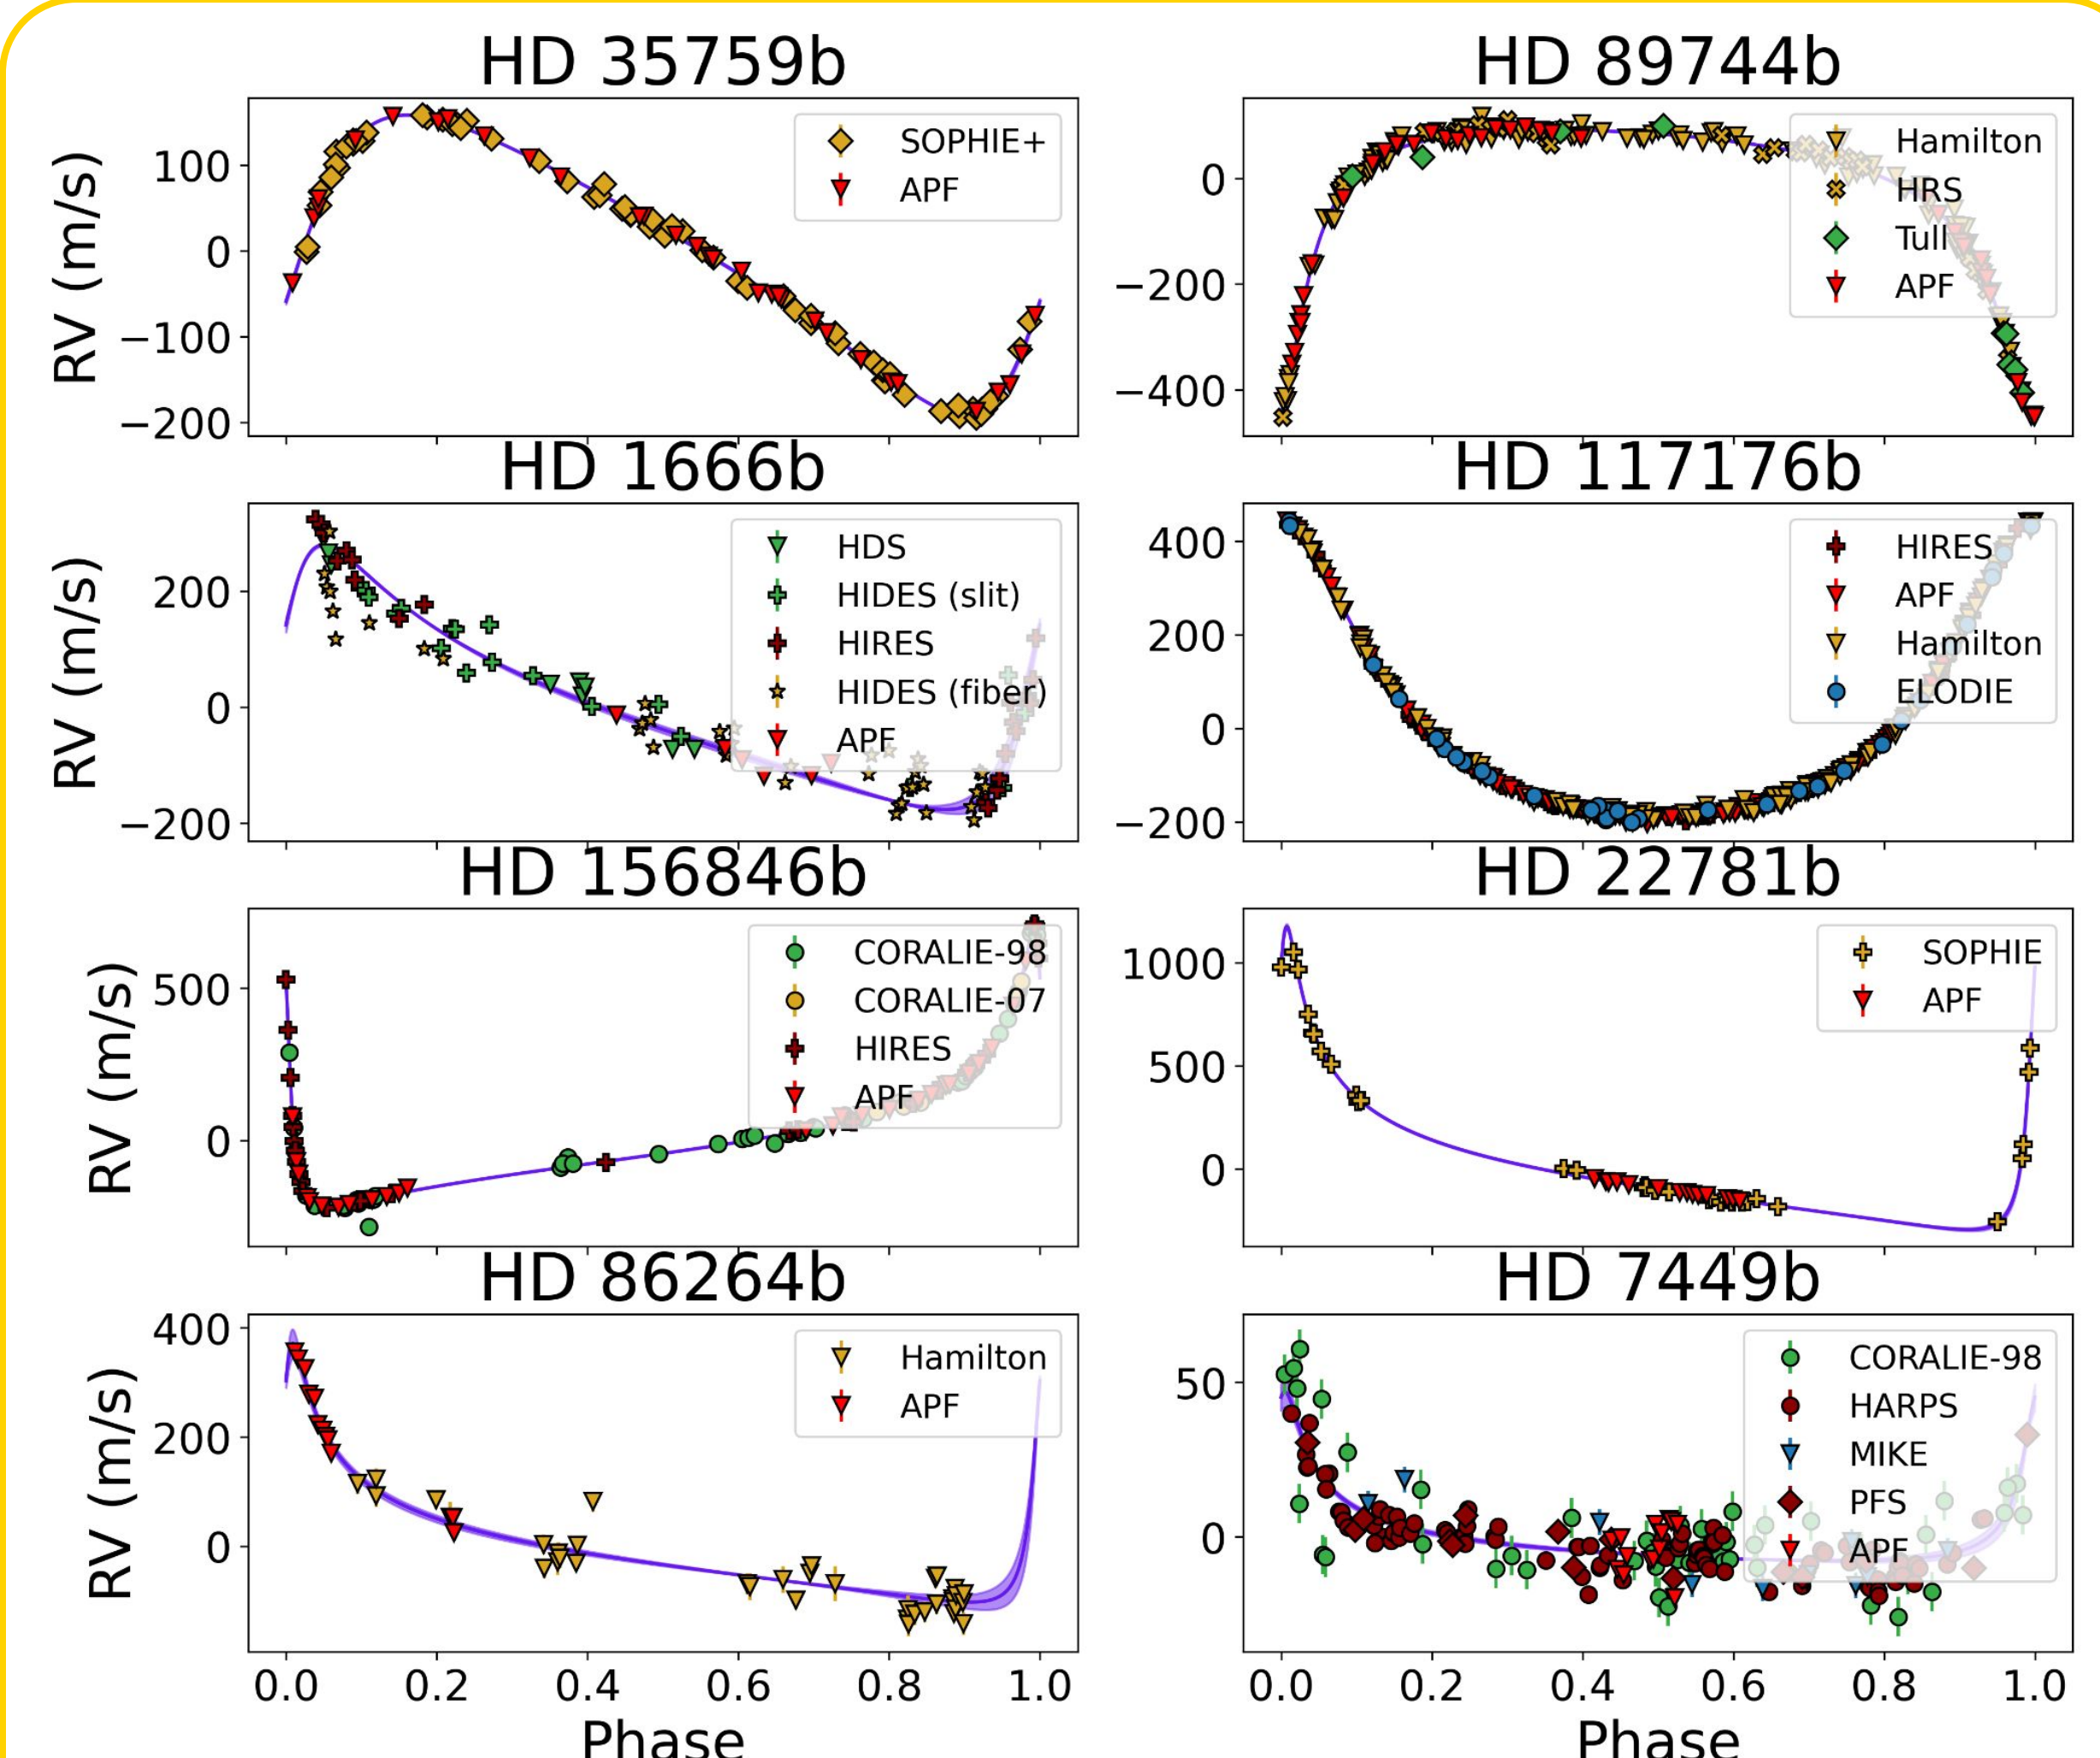 HD 35759b
RV (m/s)
100
0
−100
−200
SOPHIE+
APF
HD 89744b
0
−200
−400
Hamilton
HRS
Tull
APF
HD 1666b
RV (m/s)
200
0
−200
HDS
HIDES (slit)
HIRES
HIDES (fiber)
APF
HD 117176b
400
200
0
−200
HIRES
APF
Hamilton
ELODIE
HD 156846b
RV (m/s)
500
0
CORALIE-98
CORALIE-07
HIRES
APF
HD 22781b
1000
500
0
SOPHIE
APF
HD 86264b
RV (m/s)
400
200
0
Hamilton
APF
0.0 0.2 0.4 0.6 0.8 1.0
Phase
HD 7449b
50
0
CORALIE-98
HARPS
MIKE
PFS
APF
0.0 0.2 0.4 0.6 0.8 1.0
Phase